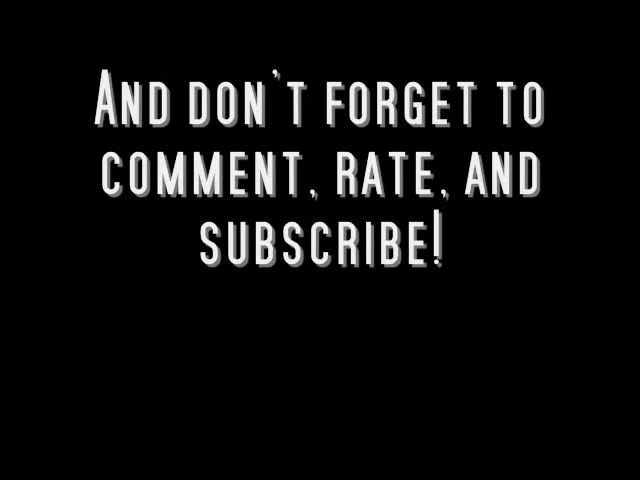 And don't forget to
comment, rate, and
subscribe!